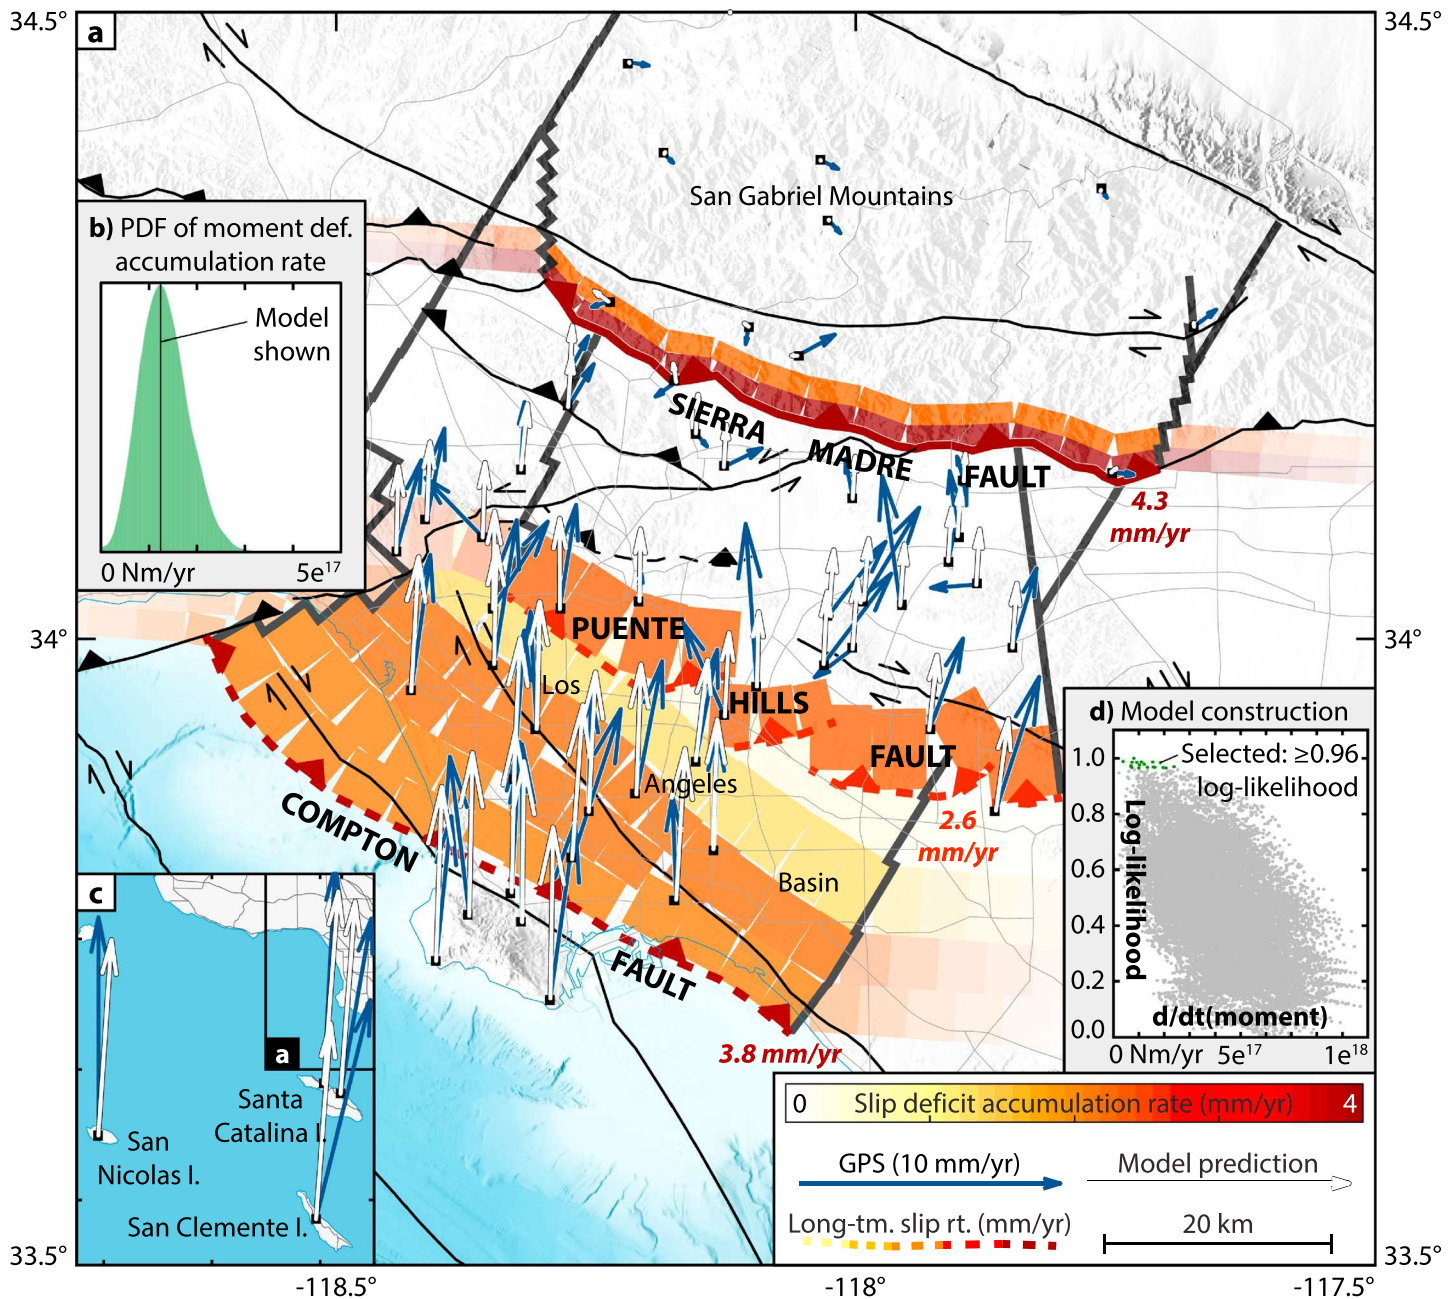 34.5°
34.5°
a
San Gabriel Mountains
b) PDF of moment def.
accumulation rate
Model
shown
0 Nm/yr
5e17
SIERRA
MADRE
FAULT
4.3
mm/yr
34°
34°
PUENTE
HILLS
FAULT
Los
Angeles
Basin
2.6
mm/yr
COMPTON
FAULT
3.8 mm/yr
d) Model construction
Selected: ≥0.96
log-likelihood
1.0
0.8
0.6
0.4
0.2
0.0
Log-likelihood
d/dt(moment)
0 Nm/yr
5e17
1e18
c
a
Santa
Catalina I.
San
Nicolas I.
San Clemente I.
0
Slip deficit accumulation rate (mm/yr)
4
GPS (10 mm/yr)
Model prediction
Long-tm. slip rt. (mm/yr)
20 km
33.5°
33.5°
-118.5°
-118°
-117.5°